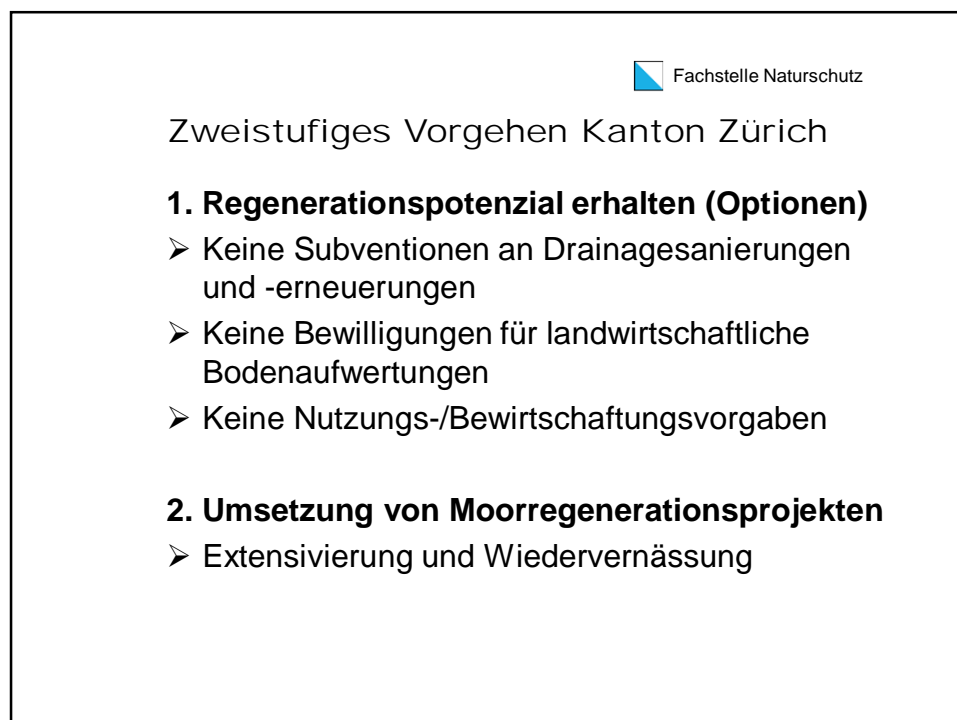 Fachstelle Naturschutz
Zweistufiges Vorgehen Kanton Zürich
1. Regenerationspotenzial erhalten (Optionen)
➢ Keine Subventionen an Drainagesanierungen
und -erneuerungen
➢ Keine Bewilligungen für landwirtschaftliche
Bodenaufwertungen
➢ Keine Nutzungs-/Bewirtschaftungsvorgaben
2. Umsetzung von Moorregenerationsprojekten
➢ Extensivierung und Wiedervernässung